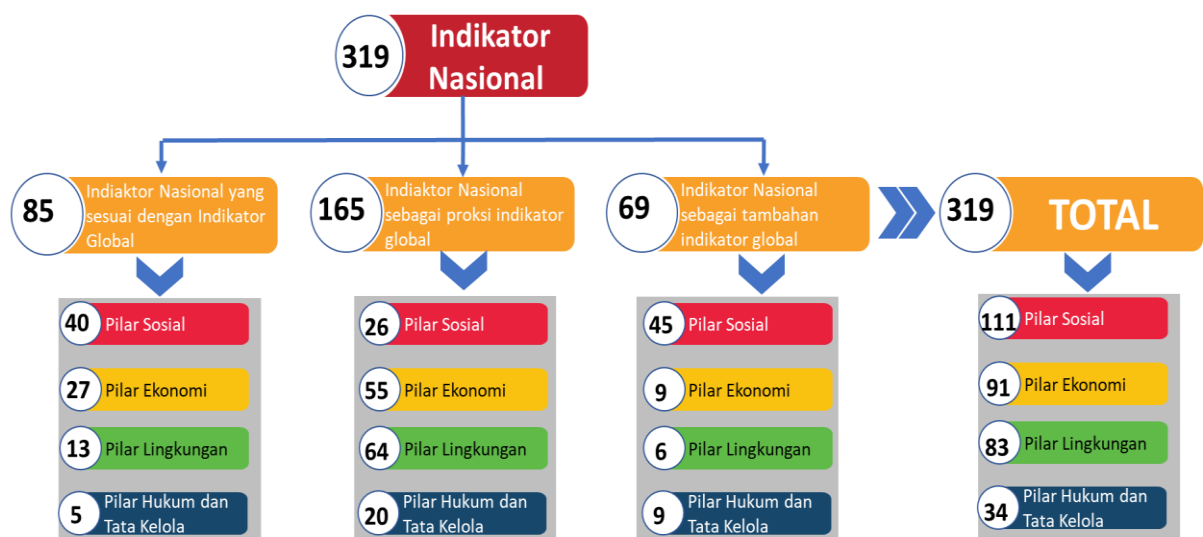 319
Indikator
Nasional
85
Indiaktor Nasional yang
sesuai dengan Indikator
Global
165
Indiaktor Nasional
sebagai proksi indikator
global
69
Indikator Nasional
sebagai tambahan
indikator global
319
TOTAL
40 Pilar Sosial
27 Pilar Ekonomi
13 Pilar Lingkungan
5
Pilar Hukum dan
Tata Kelola
26 Pilar Sosial
55 Pilar Ekonomi
64 Pilar Lingkungan
20
Pilar Hukum dan
Tata Kelola
45 Pilar Sosial
9 Pilar Ekonomi
6 Pilar Lingkungan
9
Pilar Hukum dan
Tata Kelola
111 Pilar Sosial
91 Pilar Ekonomi
83 Pilar Lingkungan
34
Pilar Hukum dan
Tata Kelola